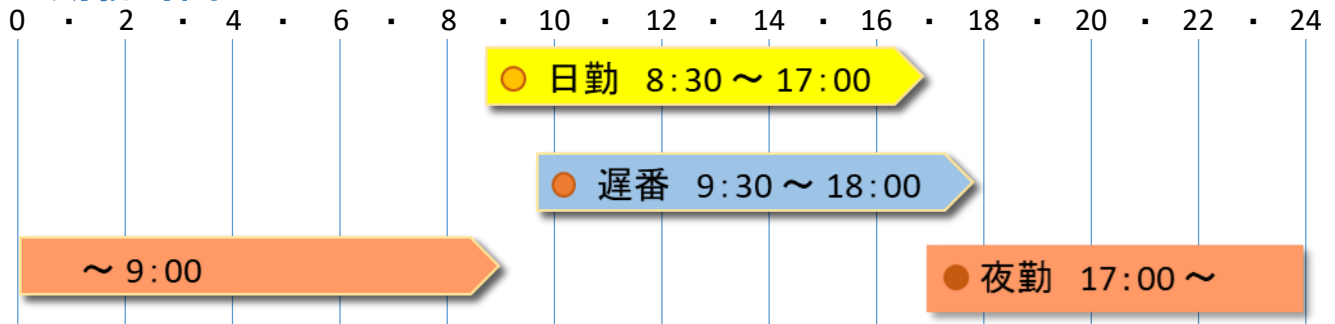 0 ・ 2 ・ 4 ・ 6 ・ 8 ・ 10 ・ 12 ・ 14 ・ 16 ・ 18 ・ 20 ・ 22 ・ 24
日勤 8:30～17:00
遅番 9:30～18:00
～9:00
夜勤 17:00～